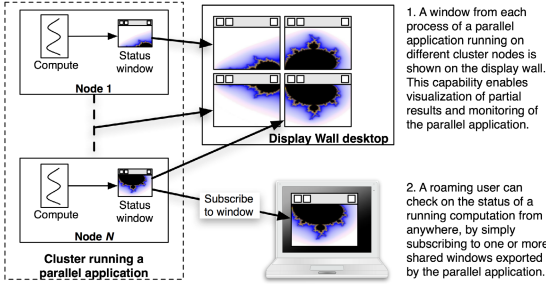 Compute
Status
window
Node 1
Compute
Status
window
Node N
Cluster running a
parallel application
Display Wall desktop
Subscribe
to window
1. A window from each
process of a parallel
application running on
different cluster nodes is
shown on the display wall.
This capability enables
visualization of partial
results and monitoring of
the parallel application.
2. A roaming user can
check on the status of a
running computation from
anywhere, by simply
subscribing to one or more
shared windows exported
by the parallel application.